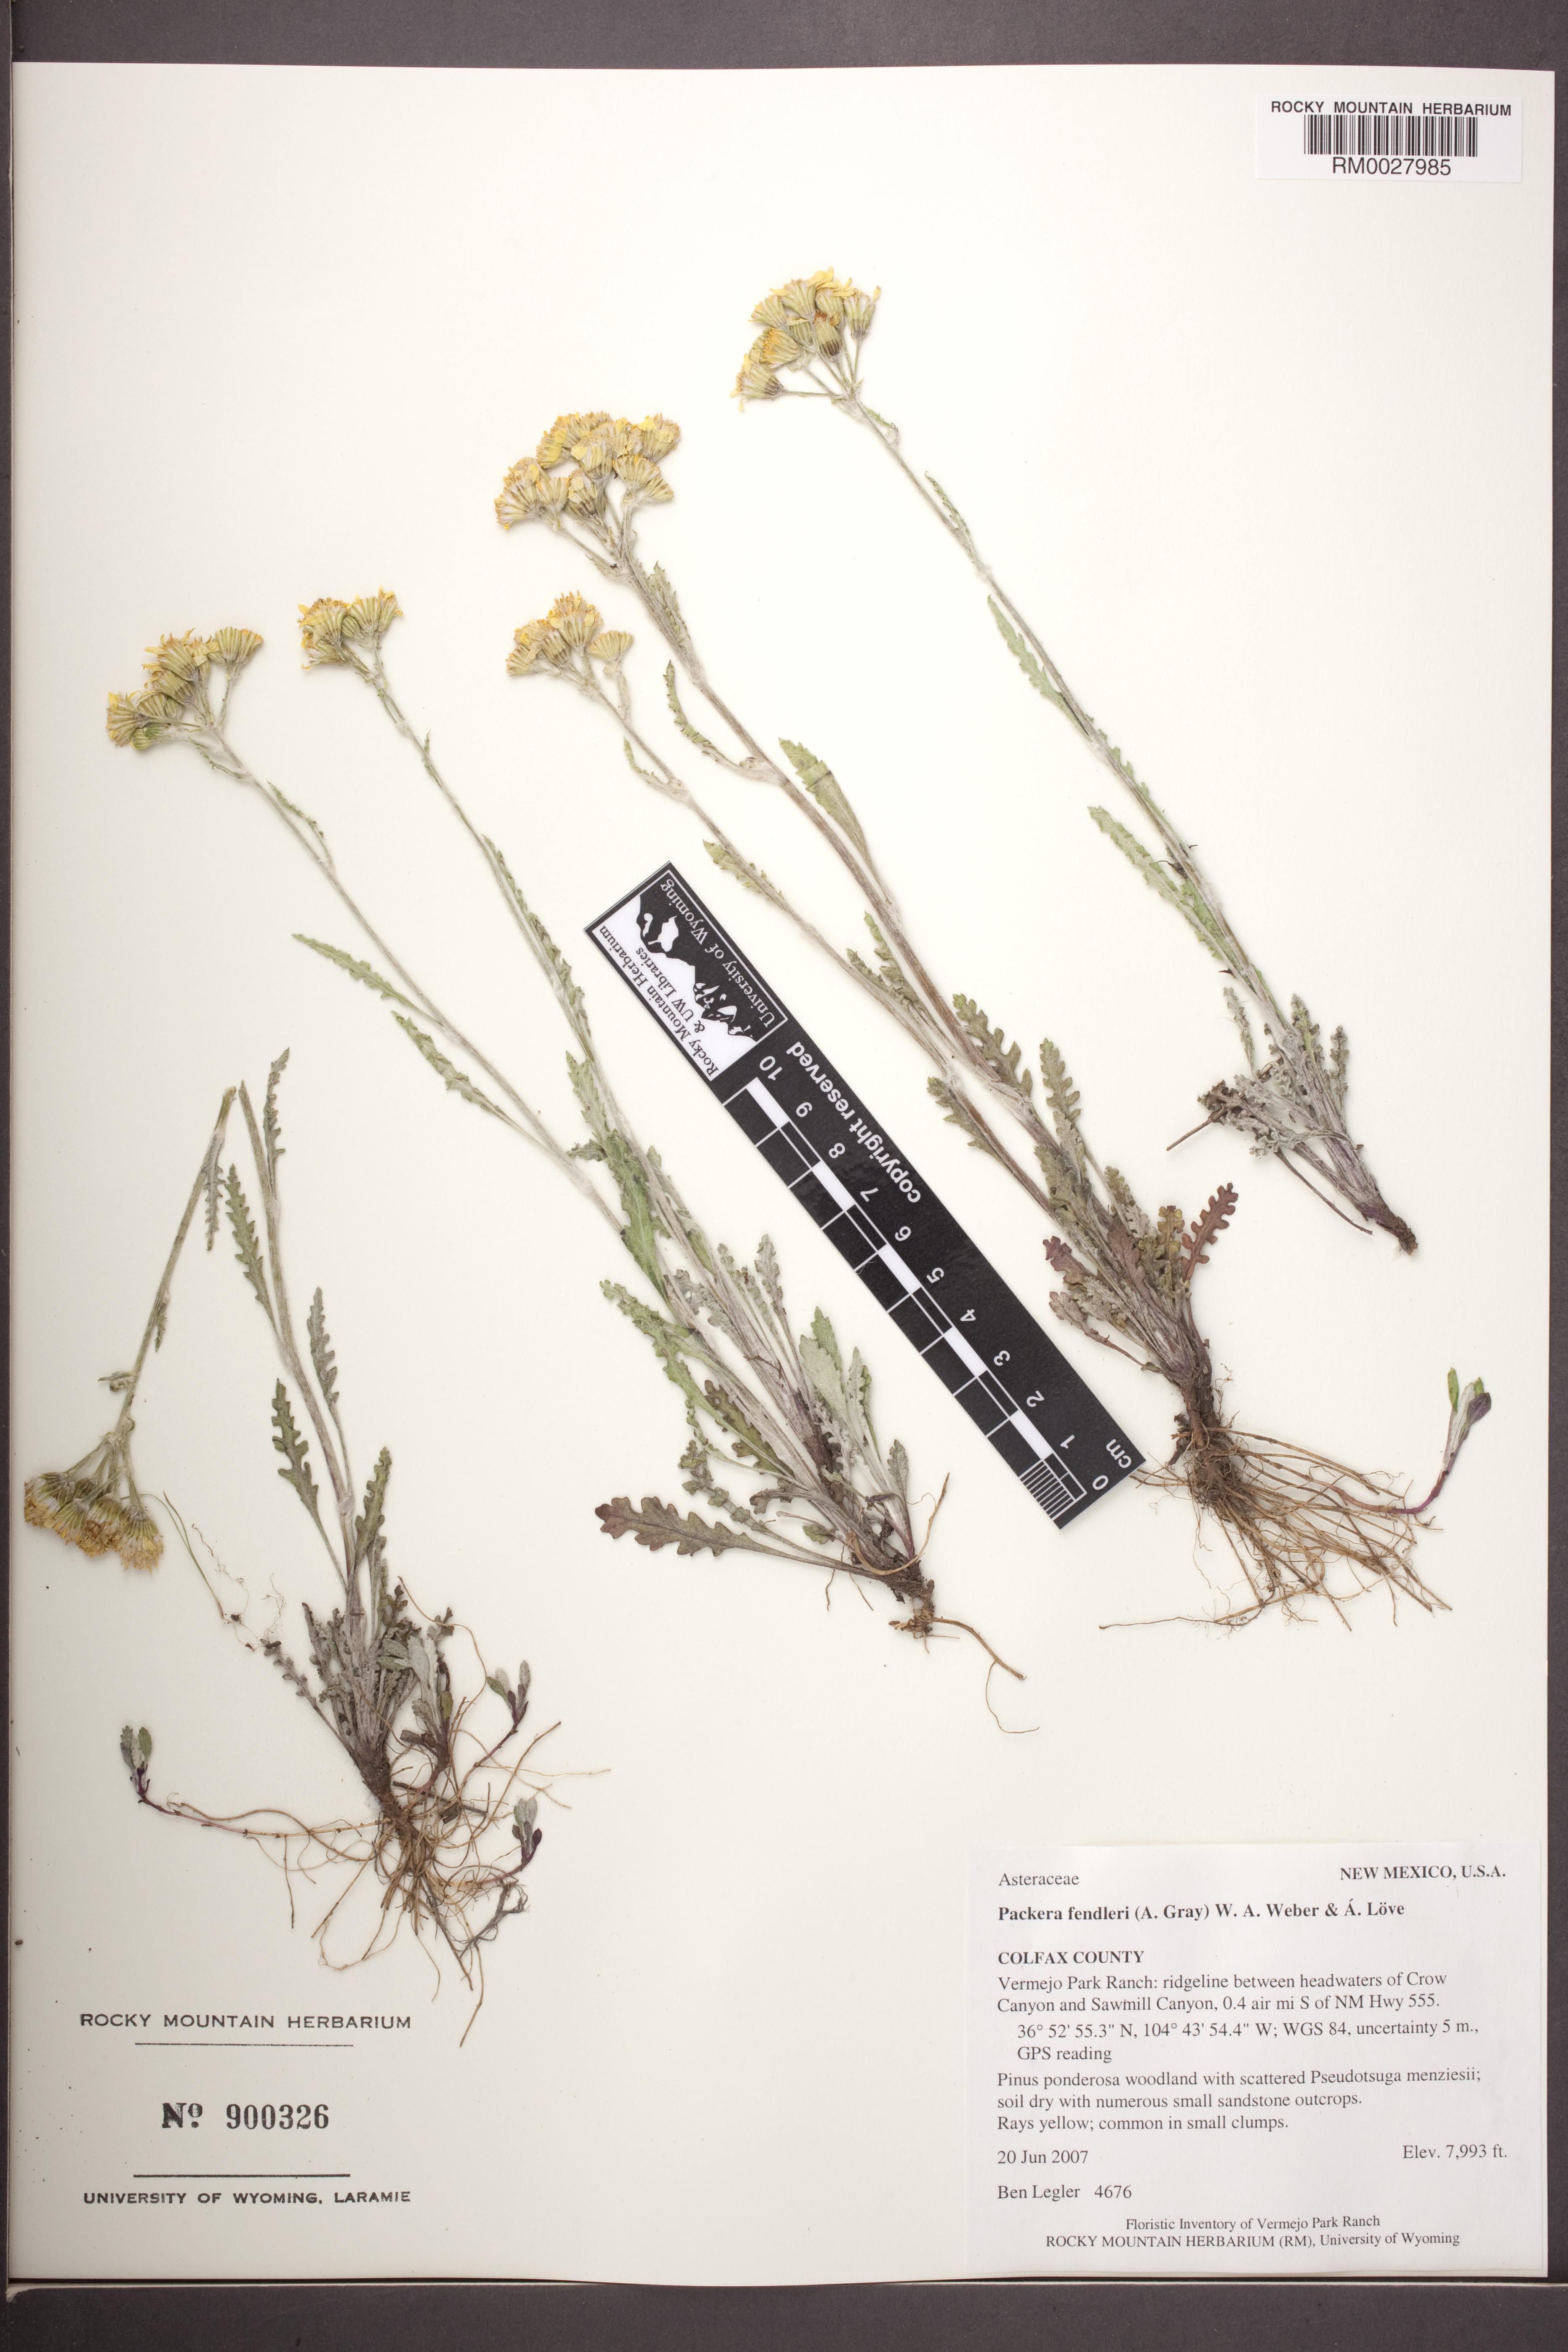 ROCKY MOUNTAIN HERBARIUM
RM0027985
Rocky Mountain Herbarium
& UW Libraries
University of Wyoming
copyright reserved
10 9 8 7 6 5 4 3 2 1 0 cm
Asteraceae NEW MEXICO, U.S.A.
Packera fendleri (A. Gray) W. A. Weber & Á. Löve
COLFAX COUNTY
Vermejo Park Ranch: ridgeline between headwaters of Crow
Canyon and Sawmill Canyon, 0.4 air mi S of NM Hwy 555.
36° 52' 55.3" N, 104° 43' 54.4" W; WGS 84, uncertainty 5 m.,
GPS reading
Pinus ponderosa woodland with scattered Pseudotsuga menziesii;
soil dry with numerous small sandstone outcrops.
Rays yellow; common in small clumps.
20 Jun 2007 Elev. 7,993 ft.
Ben Legler 4676
Floristic Inventory of Vermejo Park Ranch
ROCKY MOUNTAIN HERBARIUM (RM), University of Wyoming
ROCKY MOUNTAIN HERBARIUM
Nº 900326
UNIVERSITY OF WYOMING, LARAMIE